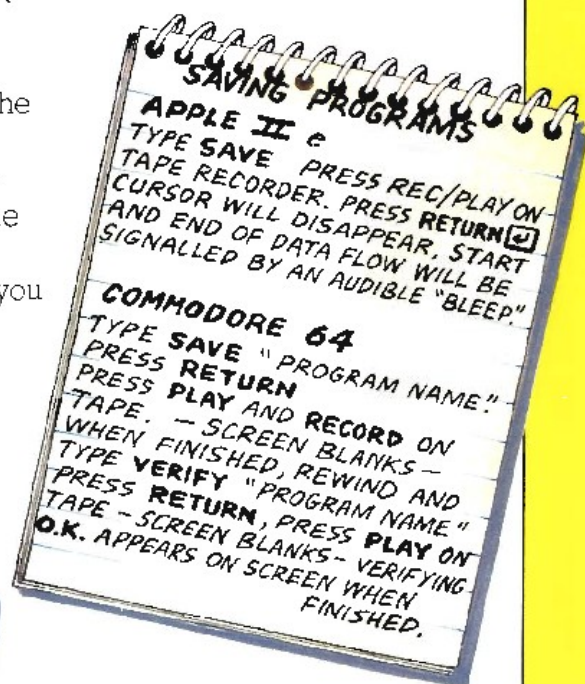 he
e
you
SAVING PROGRAMS
APPLE II e
TYPE SAVE PRESS REC/PLAY ON
TAPE RECORDER. PRESS RETURN ↵
CURSOR WILL DISAPPEAR, START
AND END OF DATA FLOW WILL BE
SIGNALLED BY AN AUDIBLE "BLEEP."
COMMODORE 64
TYPE SAVE "PROGRAM NAME".
PRESS RETURN
PRESS PLAY AND RECORD ON
TAPE. – SCREEN BLANKS –
WHEN FINISHED, REWIND AND
TYPE VERIFY "PROGRAM NAME"
PRESS RETURN, PRESS PLAY ON
TAPE – SCREEN BLANKS – VERIFYING
O.K. APPEARS ON SCREEN WHEN
FINISHED.